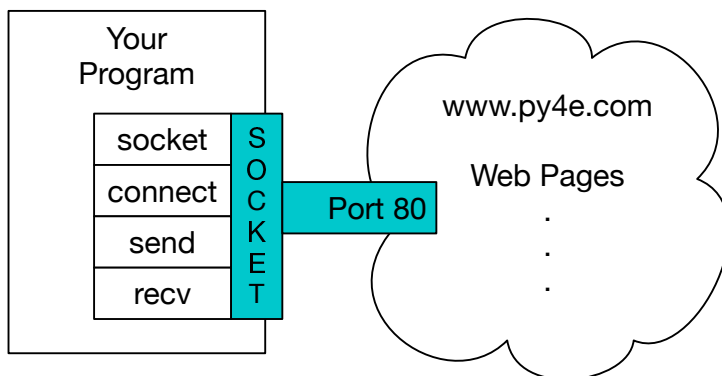 Your
Program
socket
connect
send
recv
S
O
C
K
E
T
Port 80
www.py4e.com
Web Pages
.
.
.